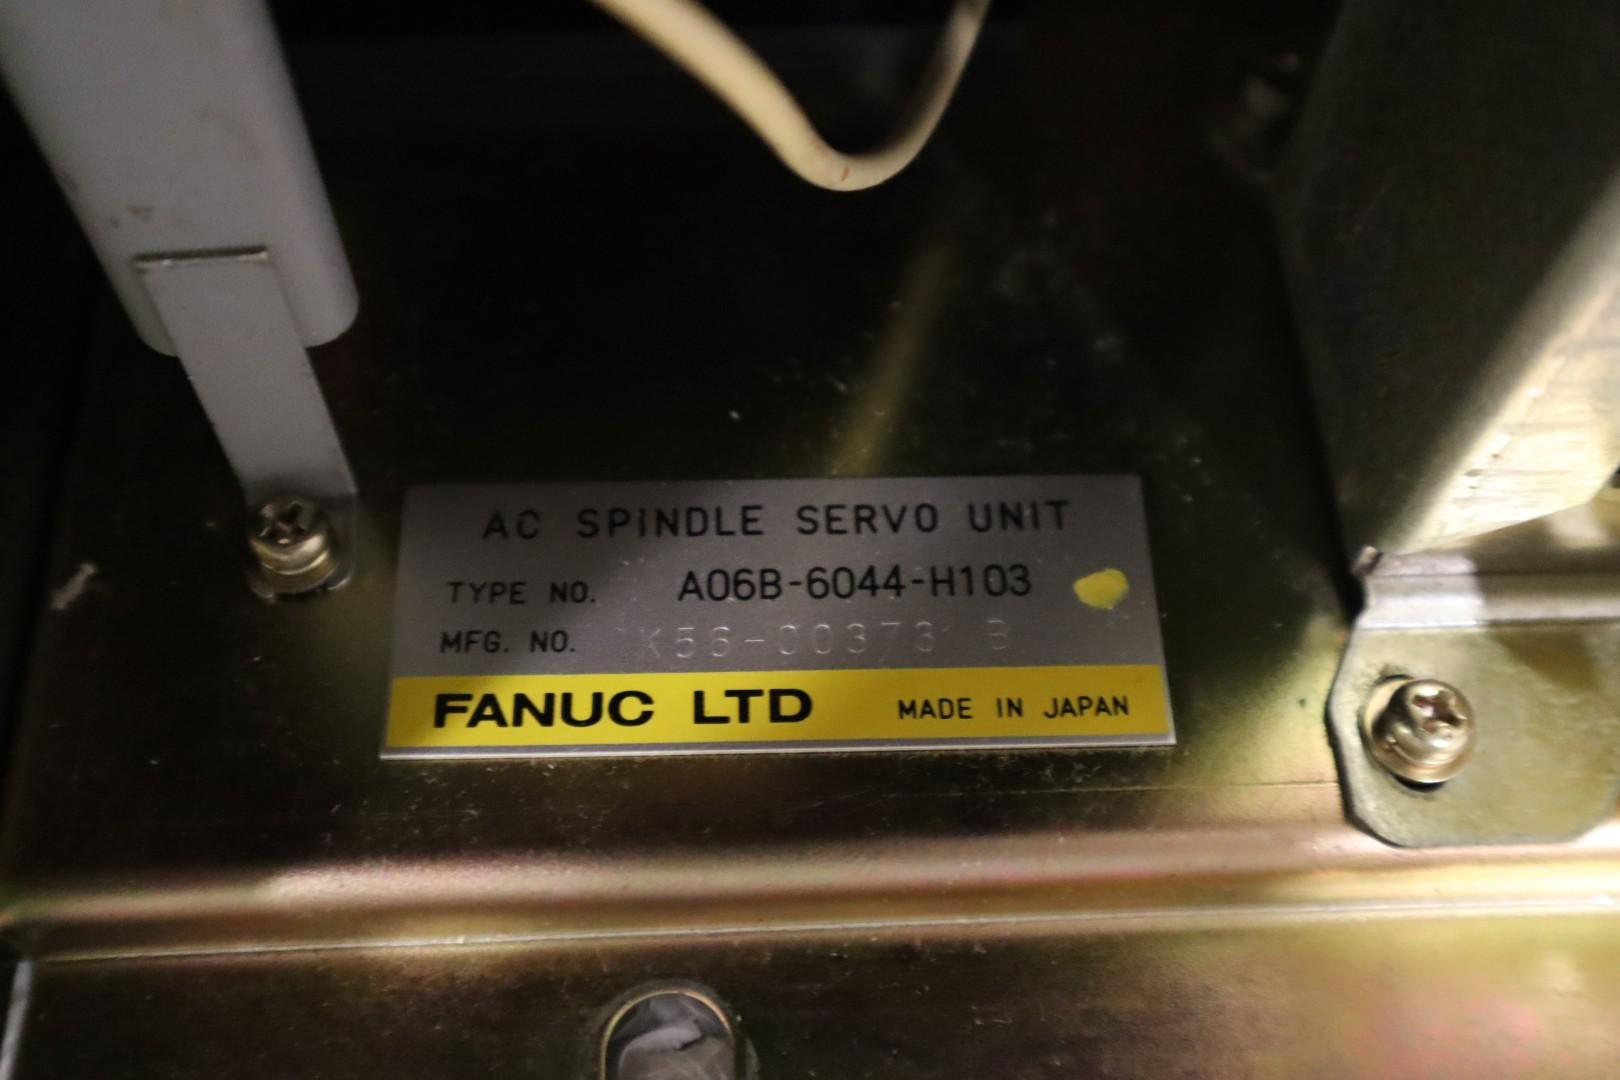 AC SPINDLE SERVO UNIT
TYPE NO. A06B-6044-H103
MFG. NO. K56-00373 B
FANUC LTD MADE IN JAPAN